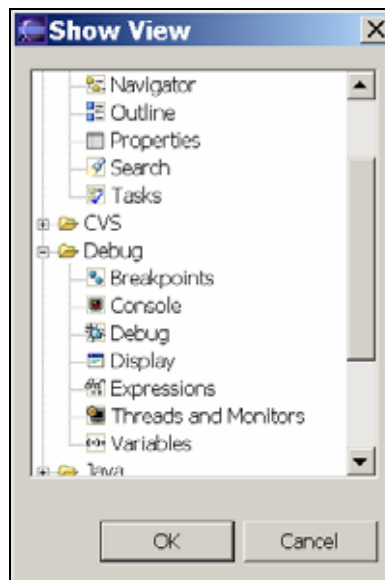 Show View
Navigator
Outline
Properties
Search
Tasks
CVS
Debug
Breakpoints
Console
Debug
Display
Expressions
Threads and Monitors
Variables
Java
OK Cancel